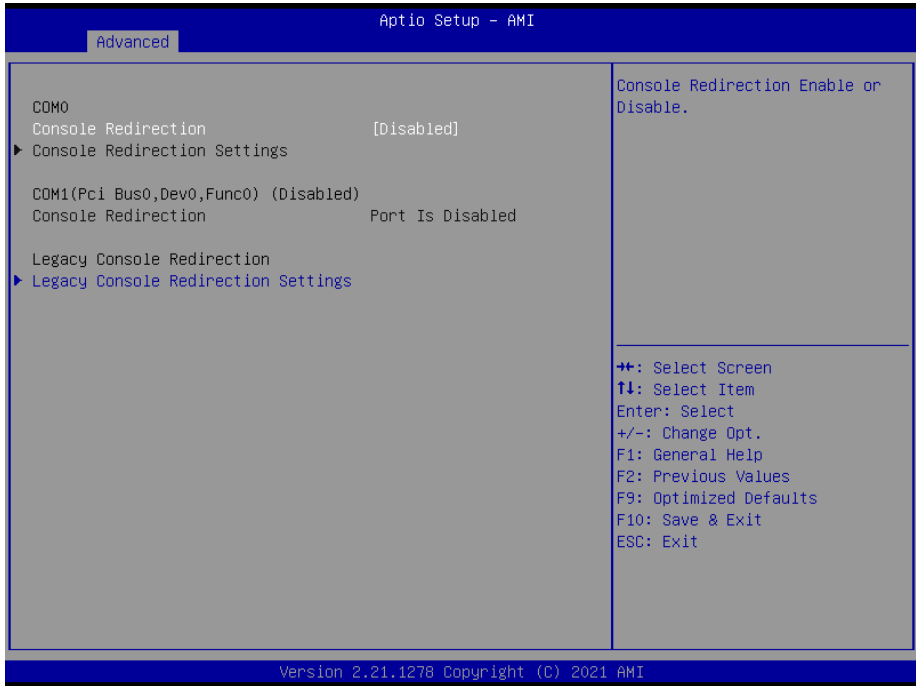 Aptio Setup – AMI
Advanced
COM0
Console Redirection [Disabled]
▶ Console Redirection Settings
COM1(Pci Bus0,Dev0,Func0) (Disabled)
Console Redirection Port Is Disabled
Legacy Console Redirection
▶ Legacy Console Redirection Settings
Console Redirection Enable or
Disable.
→←: Select Screen
↑↓: Select Item
Enter: Select
+/-: Change Opt.
F1: General Help
F2: Previous Values
F9: Optimized Defaults
F10: Save & Exit
ESC: Exit
Version 2.21.1278 Copyright (C) 2021 AMI